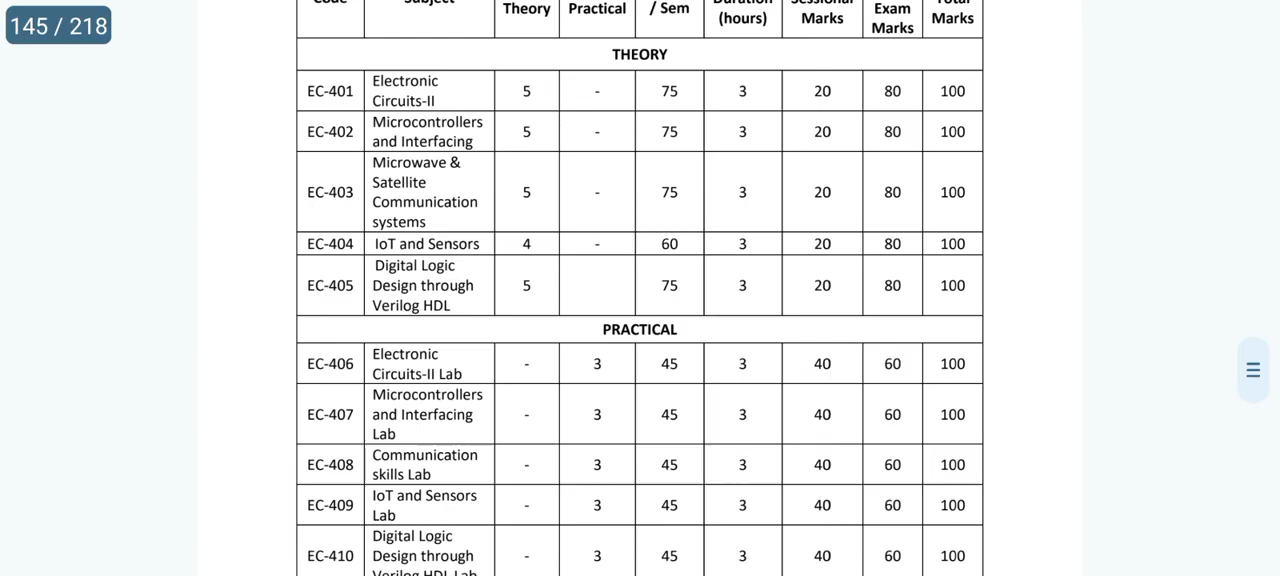 145 / 218
Theory Practical / Sem (hours) Marks Exam Marks
Marks
THEORY
EC-401 Electronic Circuits-II 5 - 75 3 20 80 100
EC-402 Microcontrollers and Interfacing 5 - 75 3 20 80 100
EC-403 Microwave & Satellite Communication systems 5 - 75 3 20 80 100
EC-404 IoT and Sensors 4 - 60 3 20 80 100
EC-405 Digital Logic Design through Verilog HDL 5 75 3 20 80 100
PRACTICAL
EC-406 Electronic Circuits-II Lab - 3 45 3 40 60 100
EC-407 Microcontrollers and Interfacing Lab - 3 45 3 40 60 100
EC-408 Communication skills Lab - 3 45 3 40 60 100
EC-409 IoT and Sensors Lab - 3 45 3 40 60 100
EC-410 Digital Logic Design through Verilog HDL Lab - 3 45 3 40 60 100